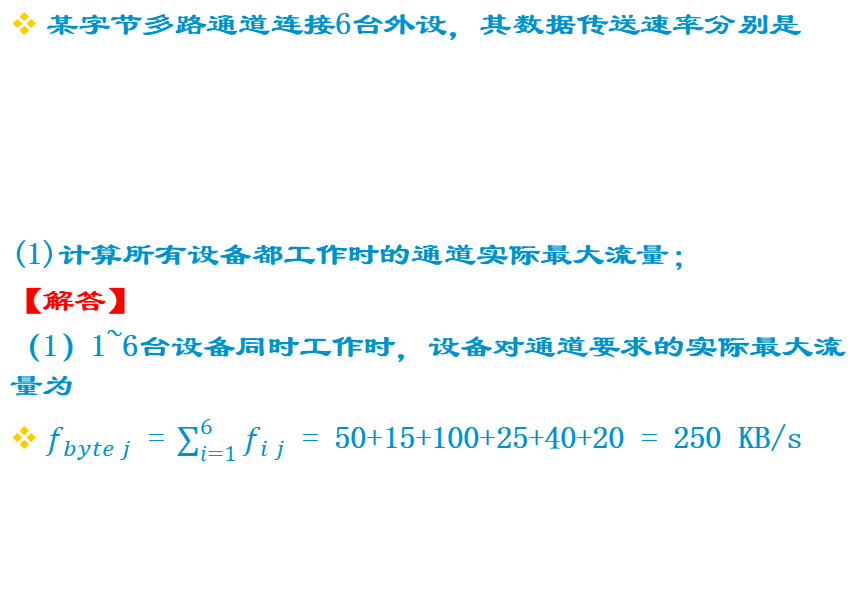 ❖ 某字节多路通道连接6台外设，其数据传送速率分别是
(1)计算所有设备都工作时的通道实际最大流量；
【解答】
（1）1~6台设备同时工作时，设备对通道要求的实际最大流
量为
❖ $f_{byte\,j} = \sum_{i=1}^{6} f_{i\,j}$ = 50+15+100+25+40+20 = 250 KB/s